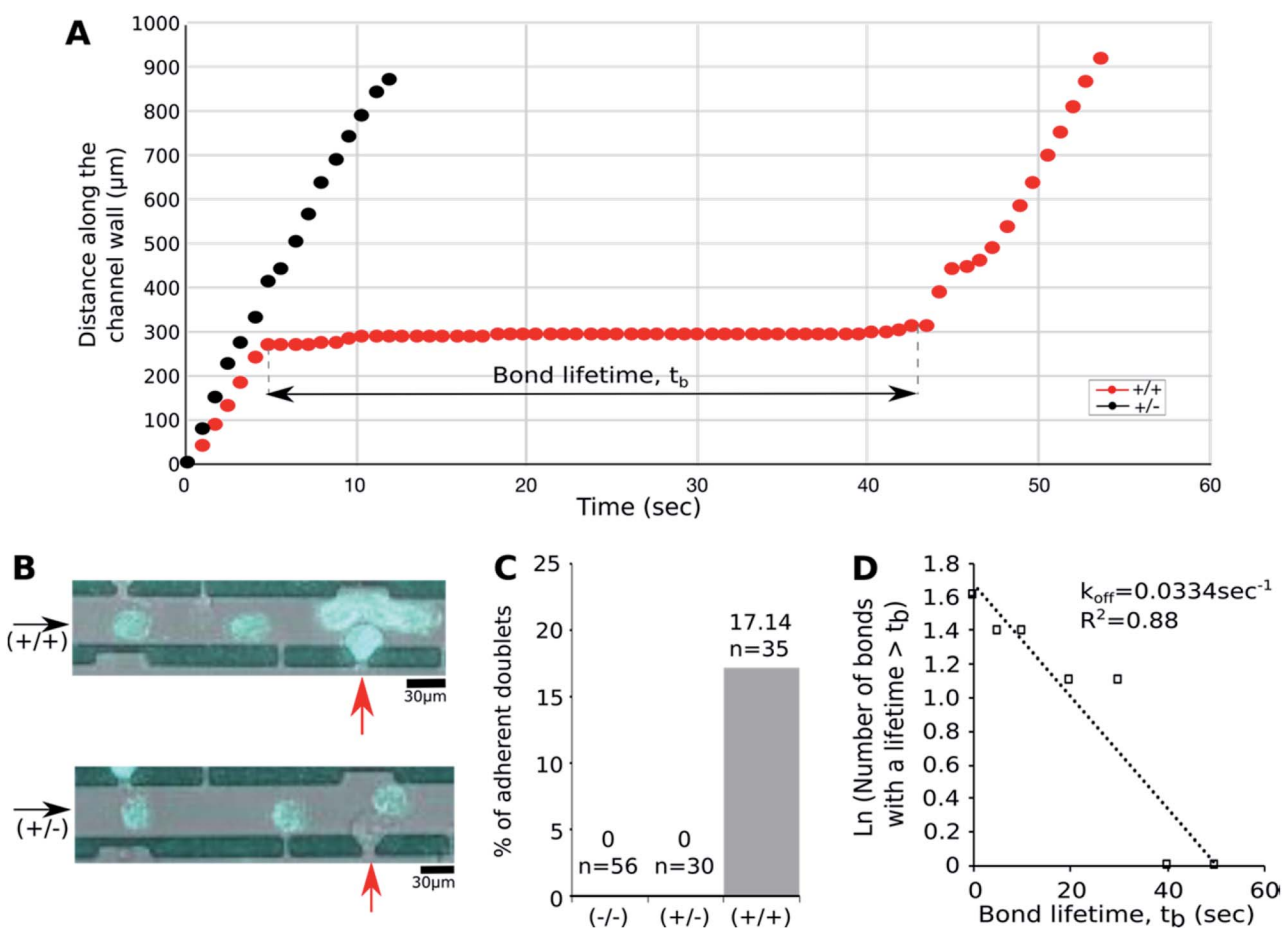 A
Distance along the
channel wall (µm)
1000
900
800
700
600
500
400
300
200
100
0
Bond lifetime, t_b
+/+
+/-
0 10 20 30 40 50 60
Time (sec)
B
(+/+)
30µm
(+/-)
30µm
C
% of adherent doublets
25
20
15
10
5
0
0
n=56
0
n=30
17.14
n=35
(-/-) (+/-) (+/+)
D
Ln (Number of bonds
with a lifetime > t_b)
1.8
1.6
1.4
1.2
1.0
0.8
0.6
0.4
0.2
0
k_off=0.0334sec⁻¹
R²=0.88
0 20 40 60
Bond lifetime, t_b (sec)